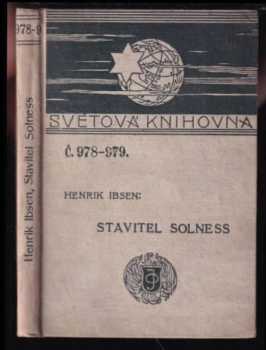 978-9
Henrik Ibsen, Stavitel Solness
SVĚTOVÁ KNIHOVNA
Č. 978-979.
HENRIK IBSEN:
STAVITEL SOLNESS